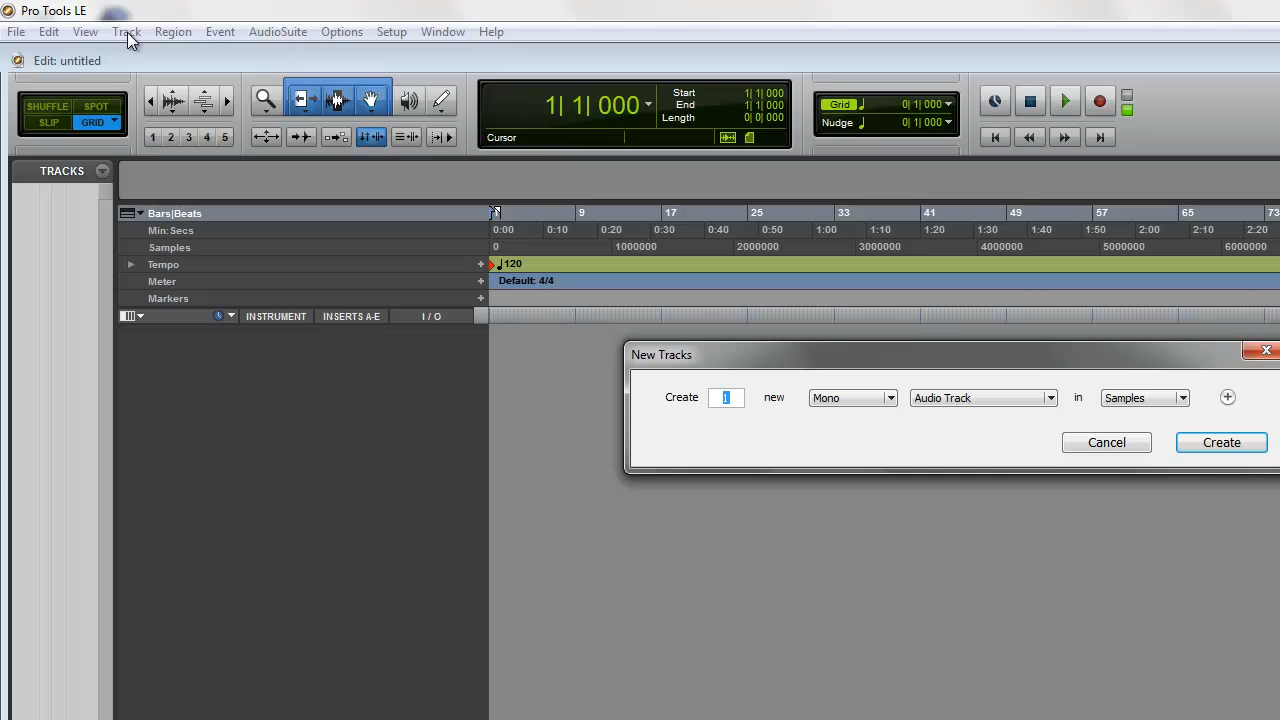 Pro Tools LE
File Edit View Track Region Event AudioSuite Options Setup Window Help
Edit: untitled
SHUFFLE SPOT
SLIP GRID
1 2 3 4 5
1| 1| 000
Start 1| 1| 000
End 1| 1| 000
Length 0| 0| 000
Cursor
Grid 0| 1| 000
Nudge 0| 1| 000
TRACKS
Bars|Beats 9 17 25 33 41 49 57 65 73
Min:Secs 0:00 0:10 0:20 0:30 0:40 0:50 1:00 1:10 1:20 1:30 1:40 1:50 2:00 2:10 2:20
Samples 0 1000000 2000000 3000000 4000000 5000000 6000000
Tempo 120
Meter Default: 4/4
Markers
INSTRUMENT INSERTS A-E I / O
New Tracks
Create 1 new Mono Audio Track in Samples
Cancel Create